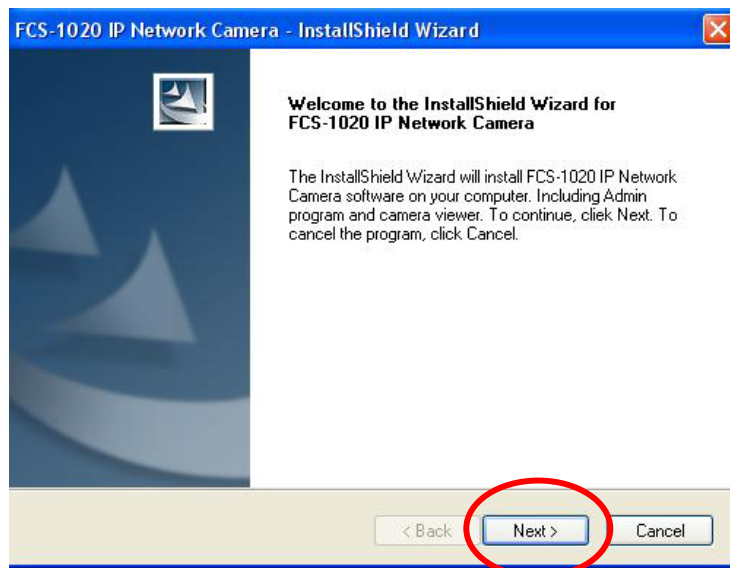 FCS-1020 IP Network Camera - InstallShield Wizard
Welcome to the InstallShield Wizard for
FCS-1020 IP Network Camera
The InstallShield Wizard will install FCS-1020 IP Network
Camera software on your computer. Including Admin
program and camera viewer. To continue, cliek Next. To
cancel the program, click Cancel.
< Back Next > Cancel